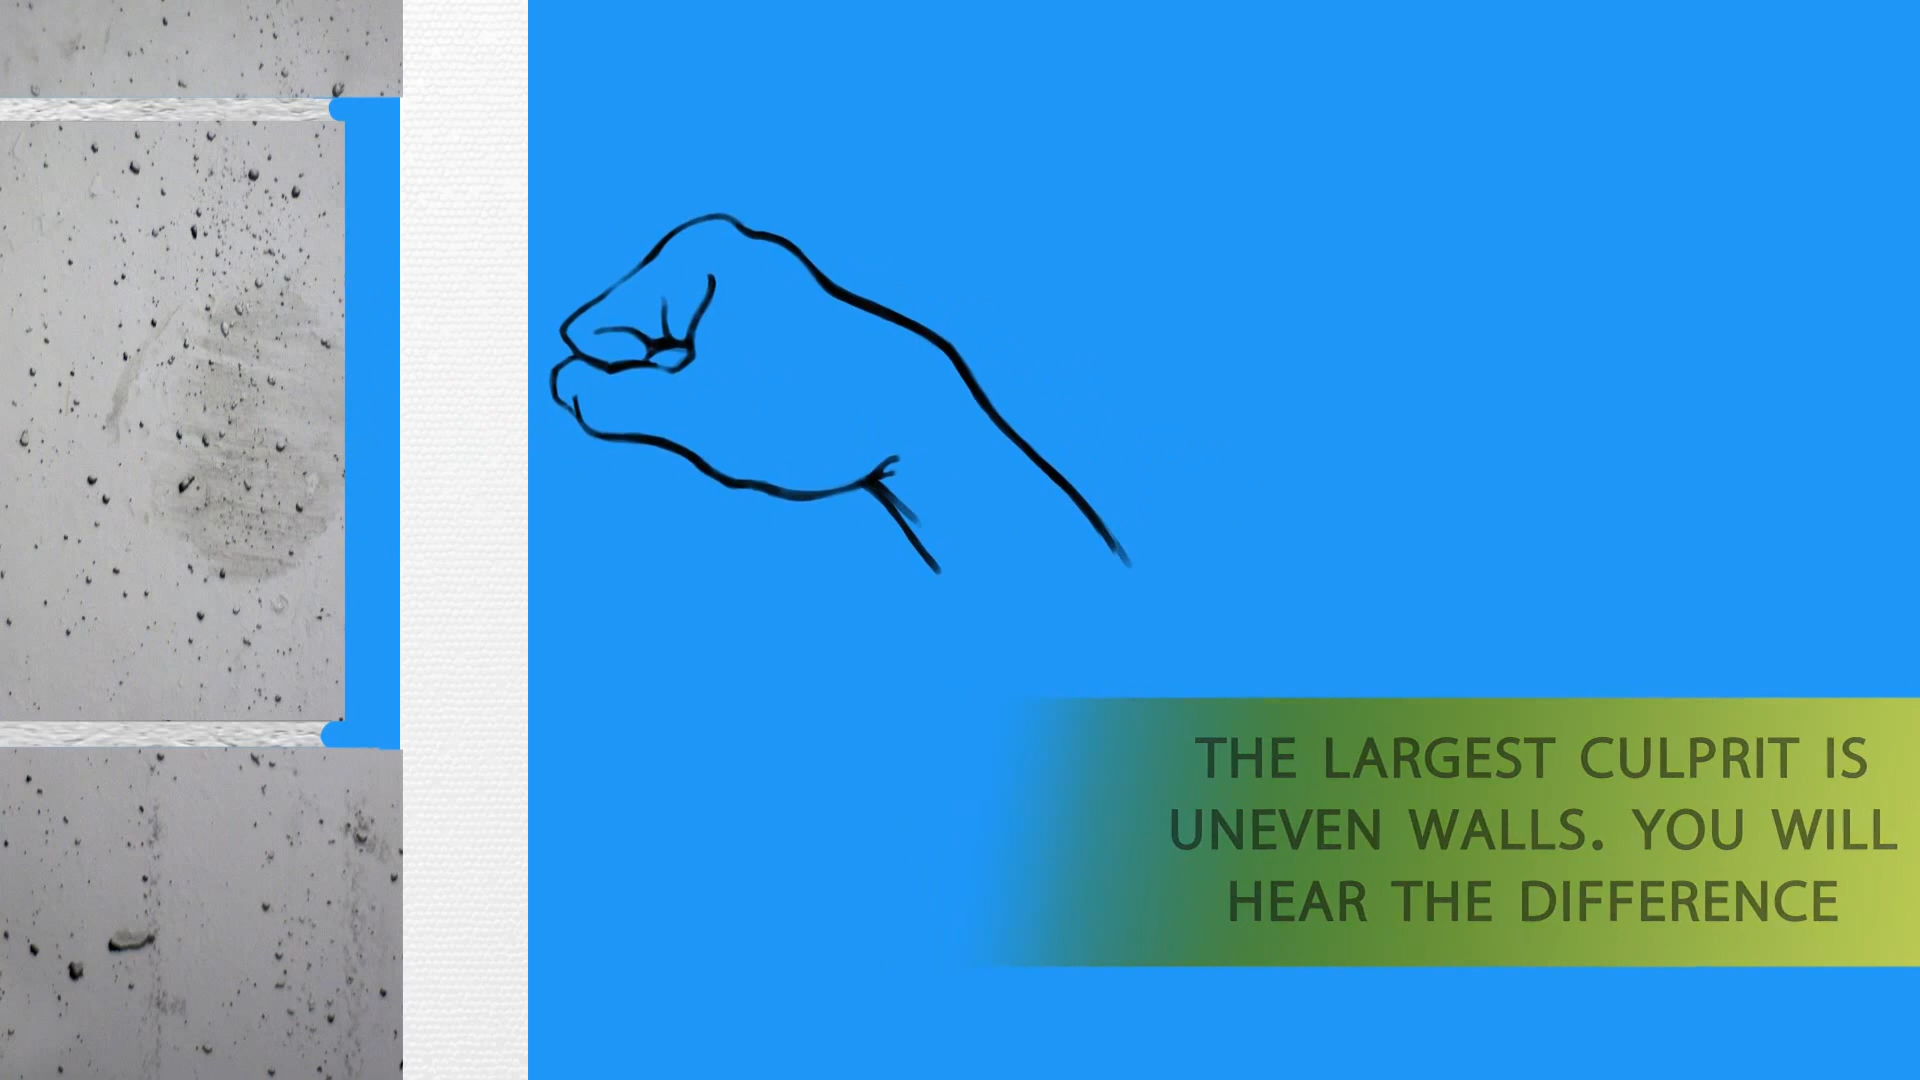 THE LARGEST CULPRIT IS
UNEVEN WALLS. YOU WILL
HEAR THE DIFFERENCE